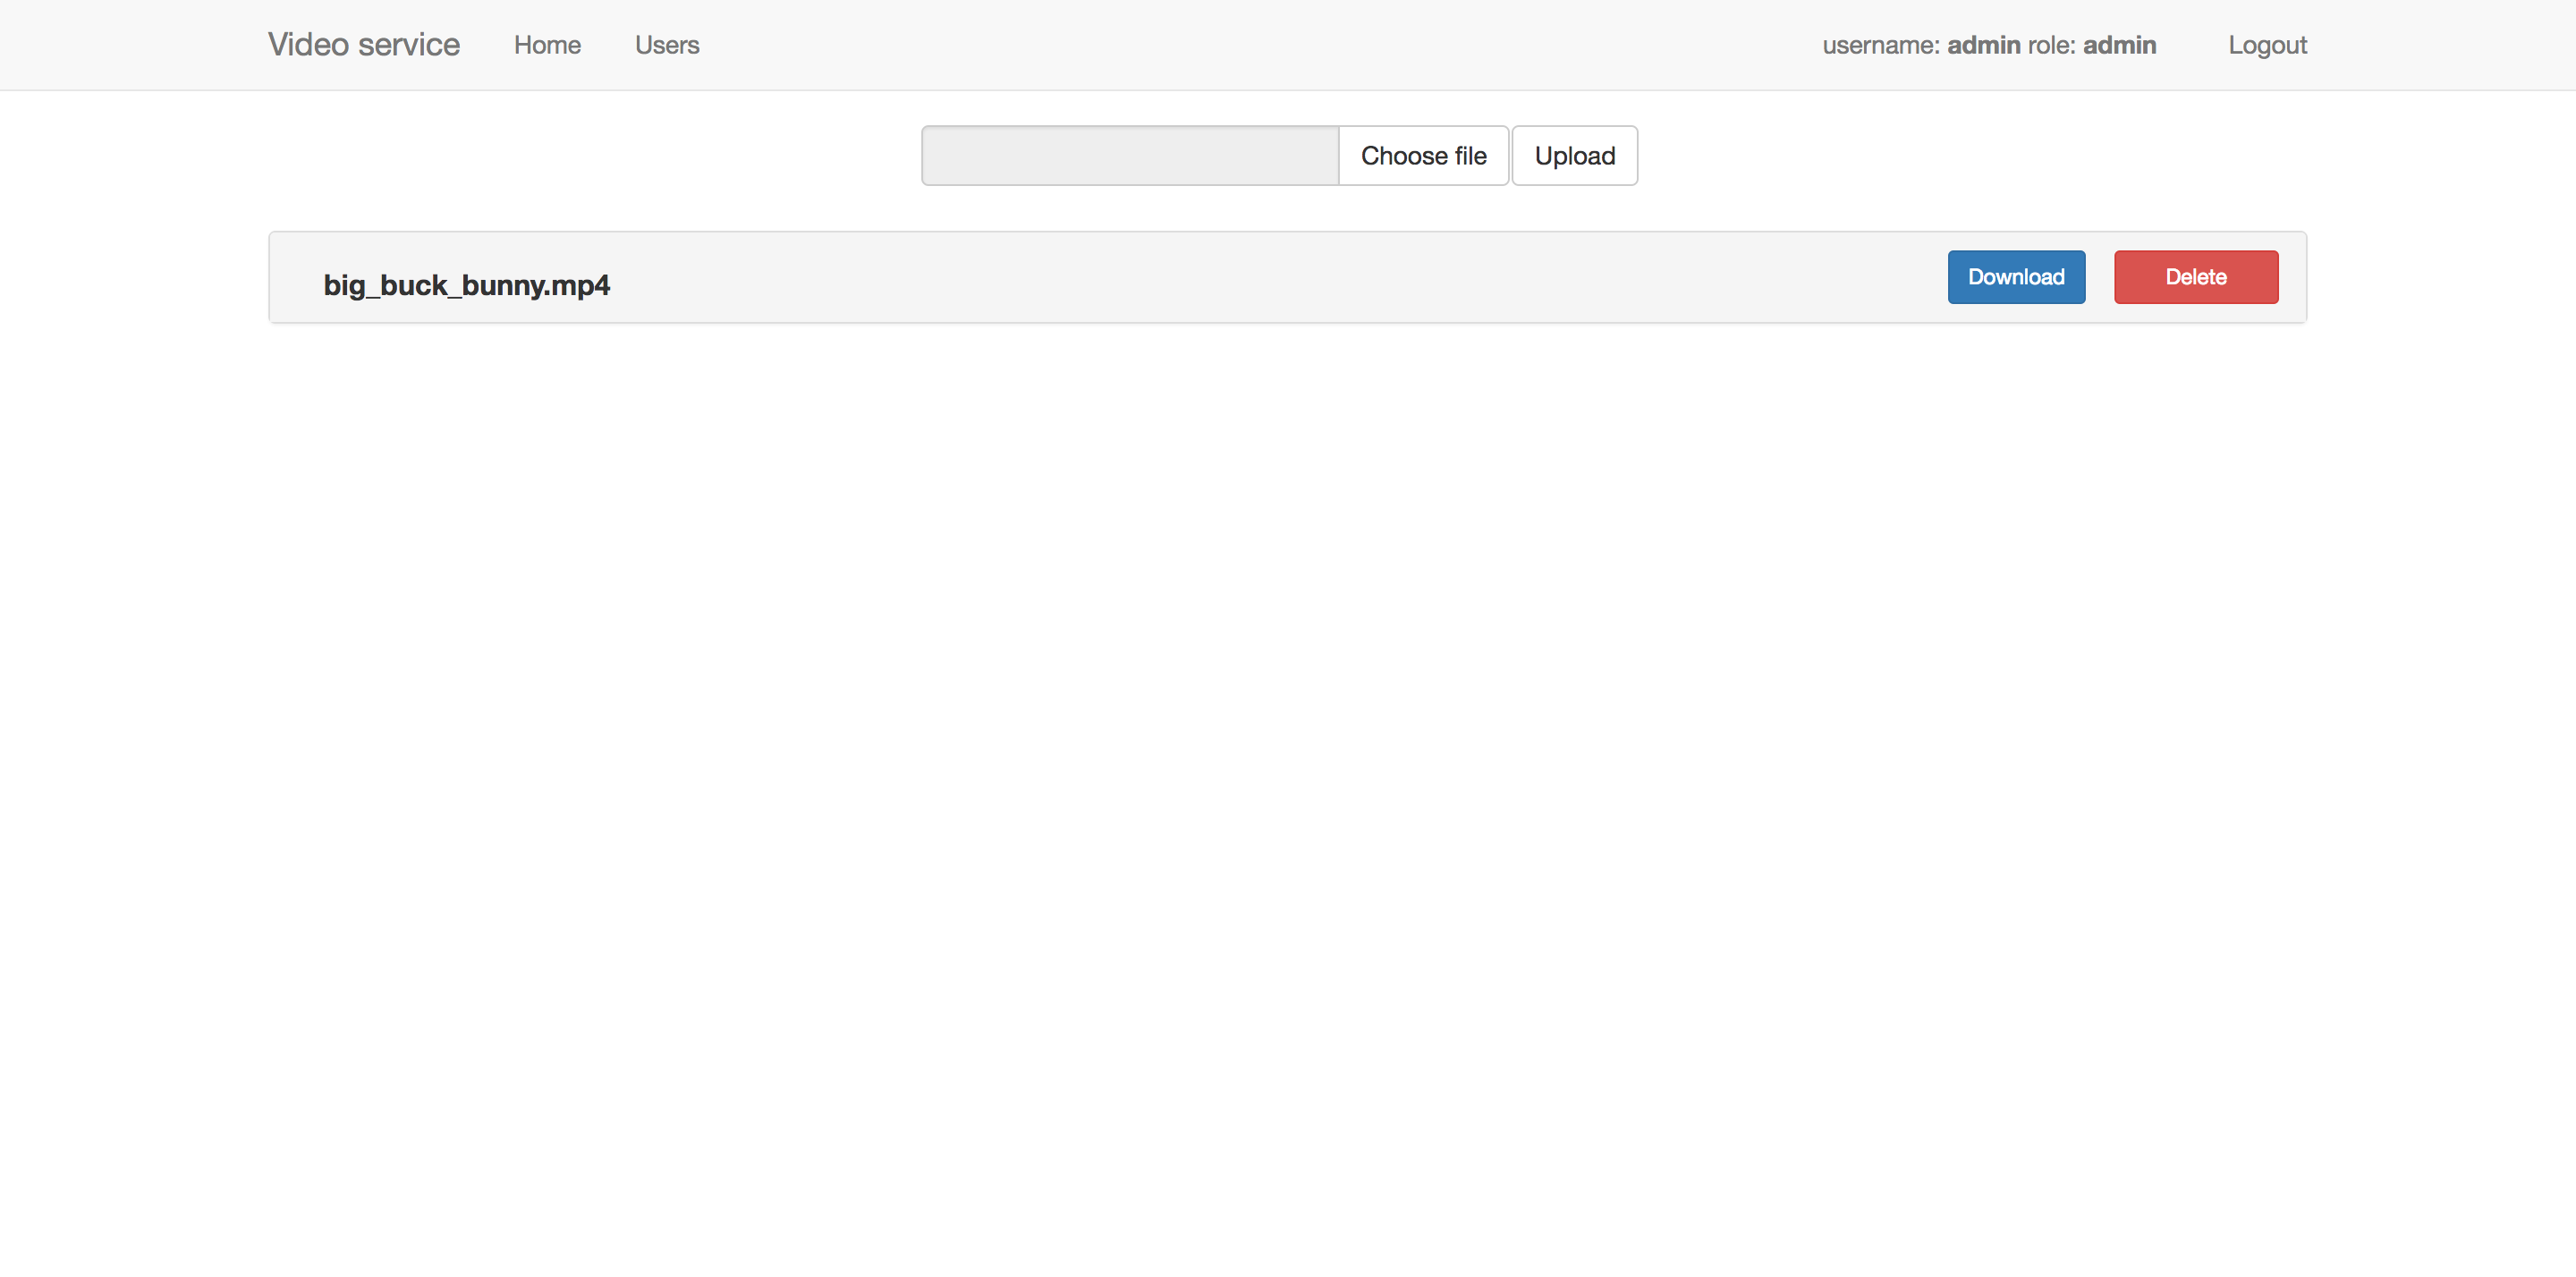 Video service Home Users username: admin role: admin Logout
Choose file Upload
big_buck_bunny.mp4 Download Delete